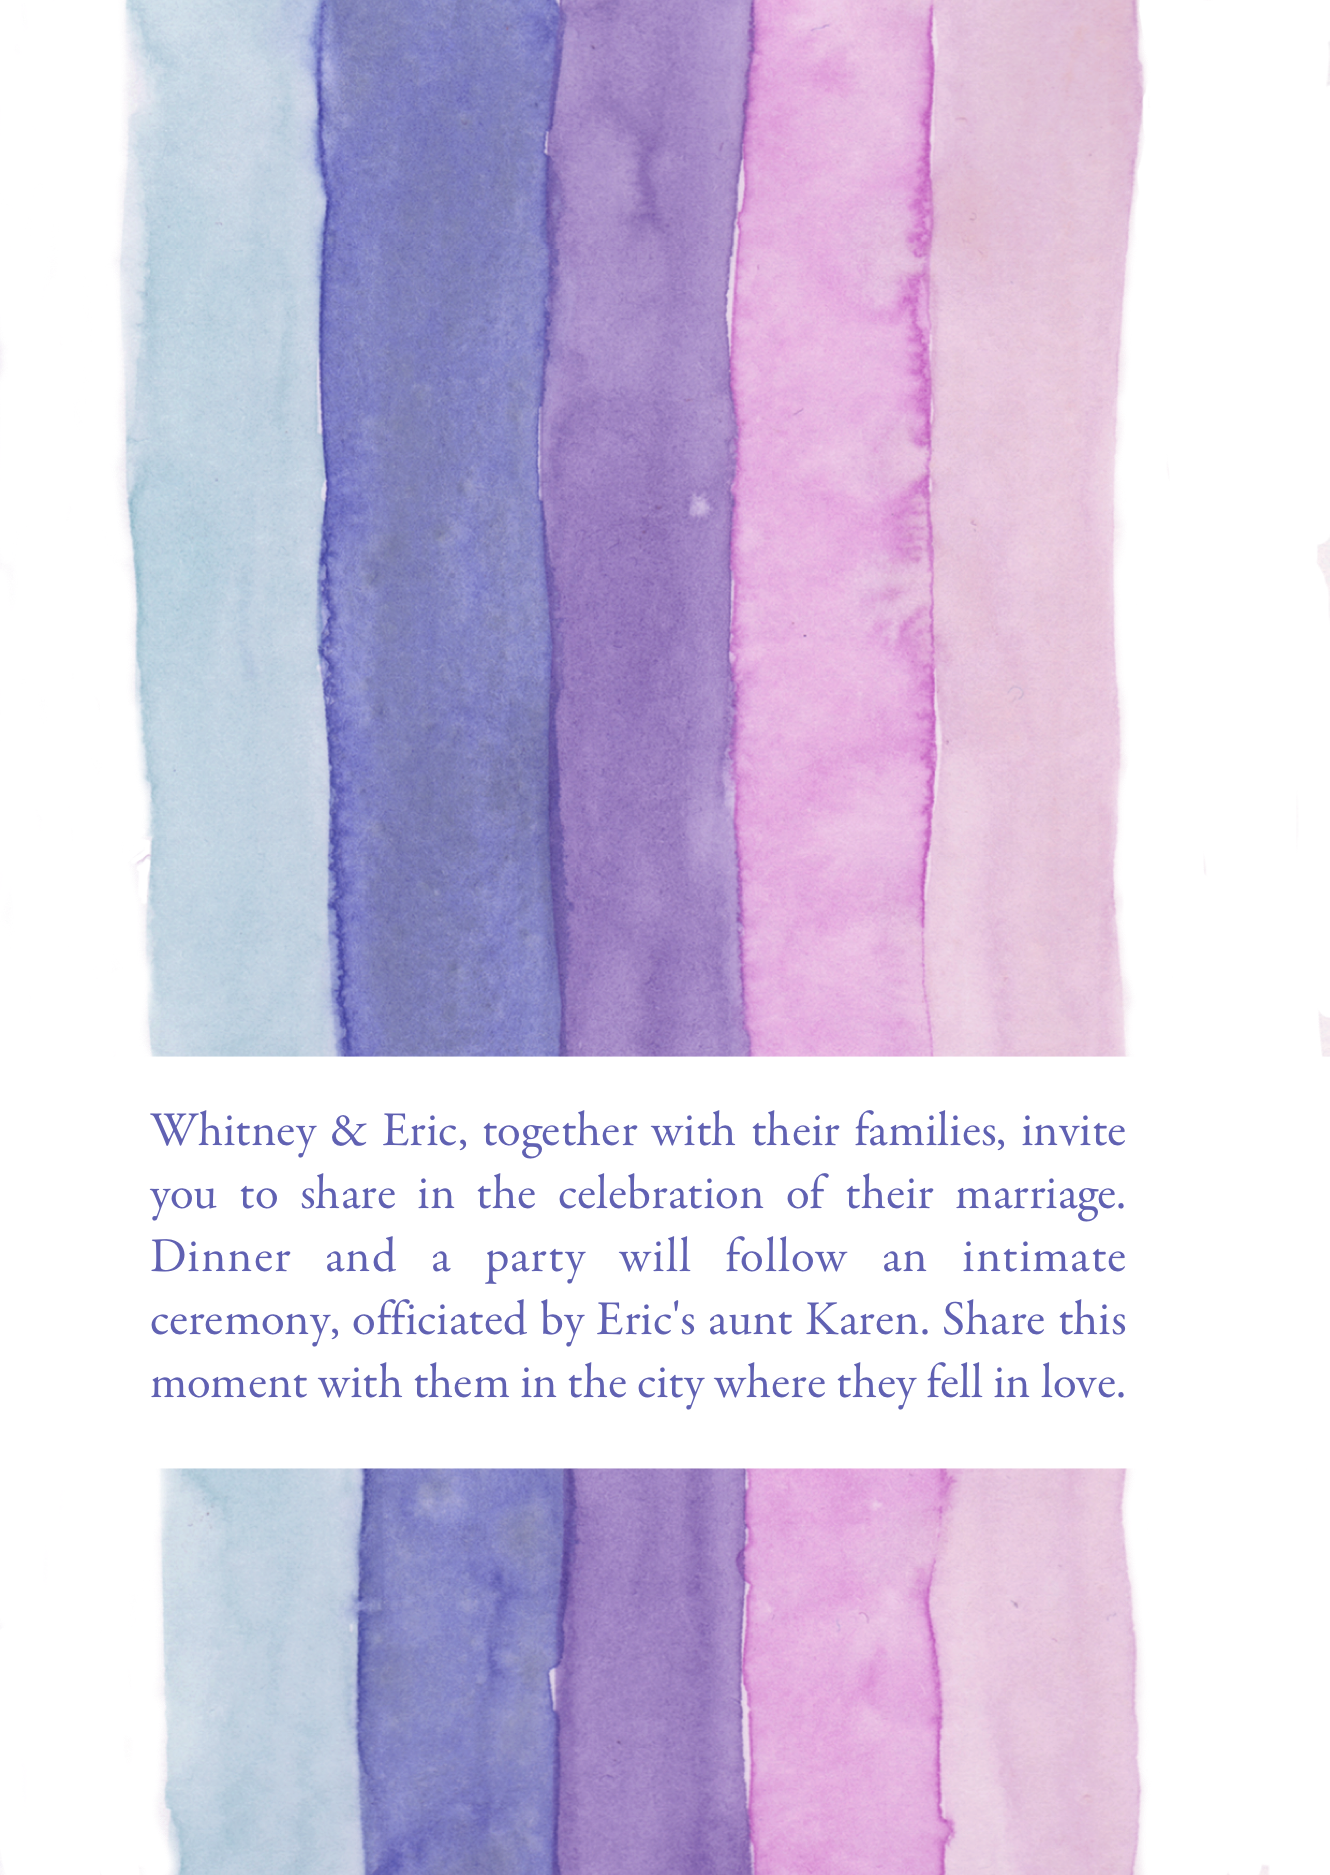 Whitney & Eric, together with their families, invite
you to share in the celebration of their marriage.
Dinner and a party will follow an intimate
ceremony, officiated by Eric's aunt Karen. Share this
moment with them in the city where they fell in love.